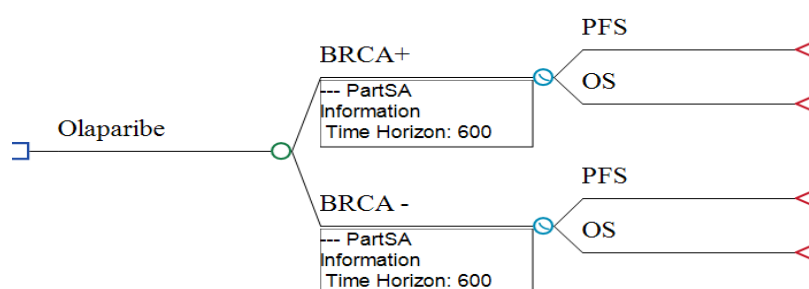 PFS
BRCA+
OS
--- PartSA
Information
Time Horizon: 600
Olaparibe
PFS
BRCA -
OS
--- PartSA
Information
Time Horizon: 600